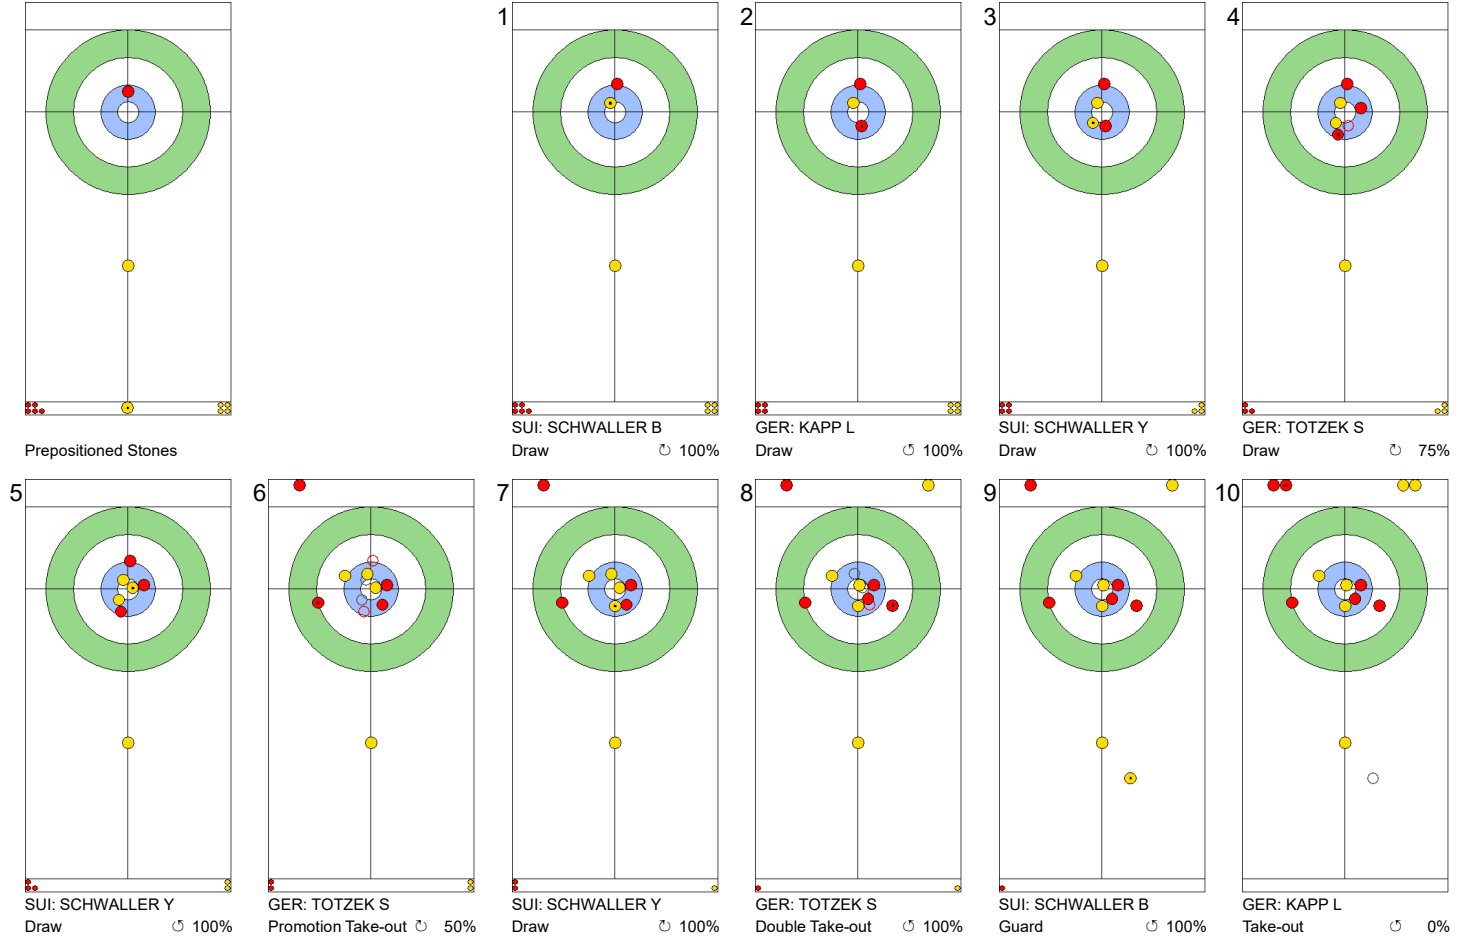 1
2
3
4
Prepositioned Stones
SUI: SCHWALLER B
Draw ↻ 100%
GER: KAPP L
Draw ↺ 100%
SUI: SCHWALLER Y
Draw ↻ 100%
GER: TOTZEK S
Draw ↻ 75%
5
6
7
8
9
10
SUI: SCHWALLER Y
Draw ↺ 100%
GER: TOTZEK S
Promotion Take-out ↻ 50%
SUI: SCHWALLER Y
Draw ↺ 100%
GER: TOTZEK S
Double Take-out ↺ 100%
SUI: SCHWALLER B
Guard ↺ 100%
GER: KAPP L
Take-out ↺ 0%